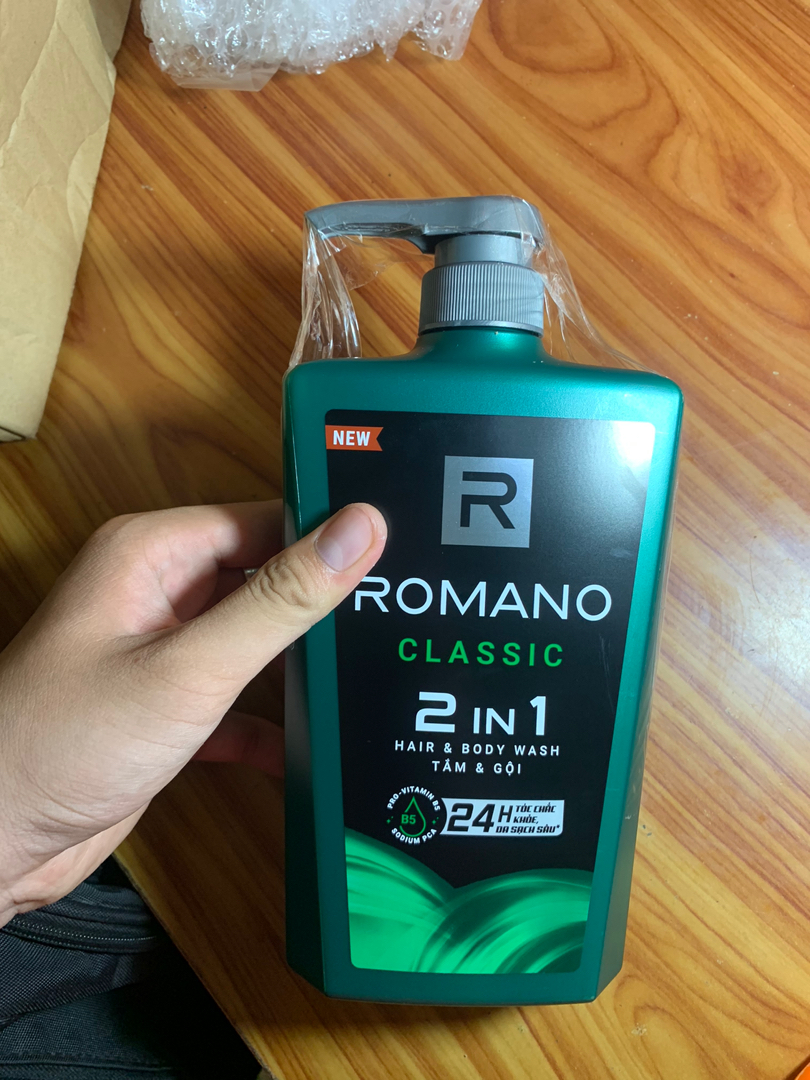 NEW
R
ROMANO
CLASSIC
2 IN 1
HAIR & BODY WASH
TẮM & GỘI
PRO-VITAMIN B5
B5
SODIUM PCA
24H
TÓC CHẮC
KHỎE,
DA SẠCH SÂU*